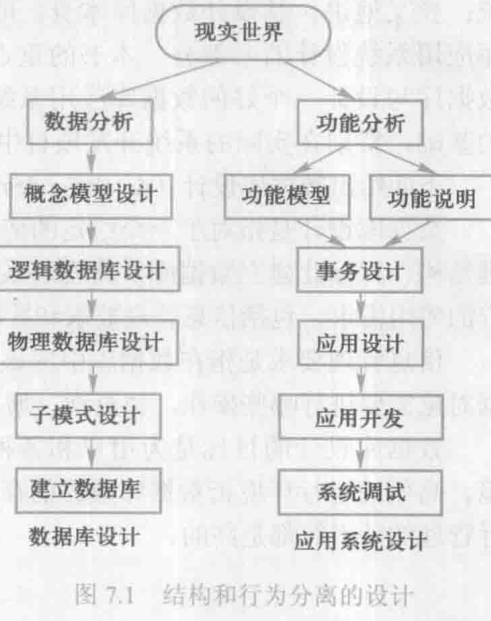 现实世界
数据分析 功能分析
概念模型设计 功能模型 功能说明
逻辑数据库设计 事务设计
物理数据库设计 应用设计
子模式设计 应用开发
建立数据库 系统调试
数据库设计 应用系统设计
图 7.1 结构和行为分离的设计